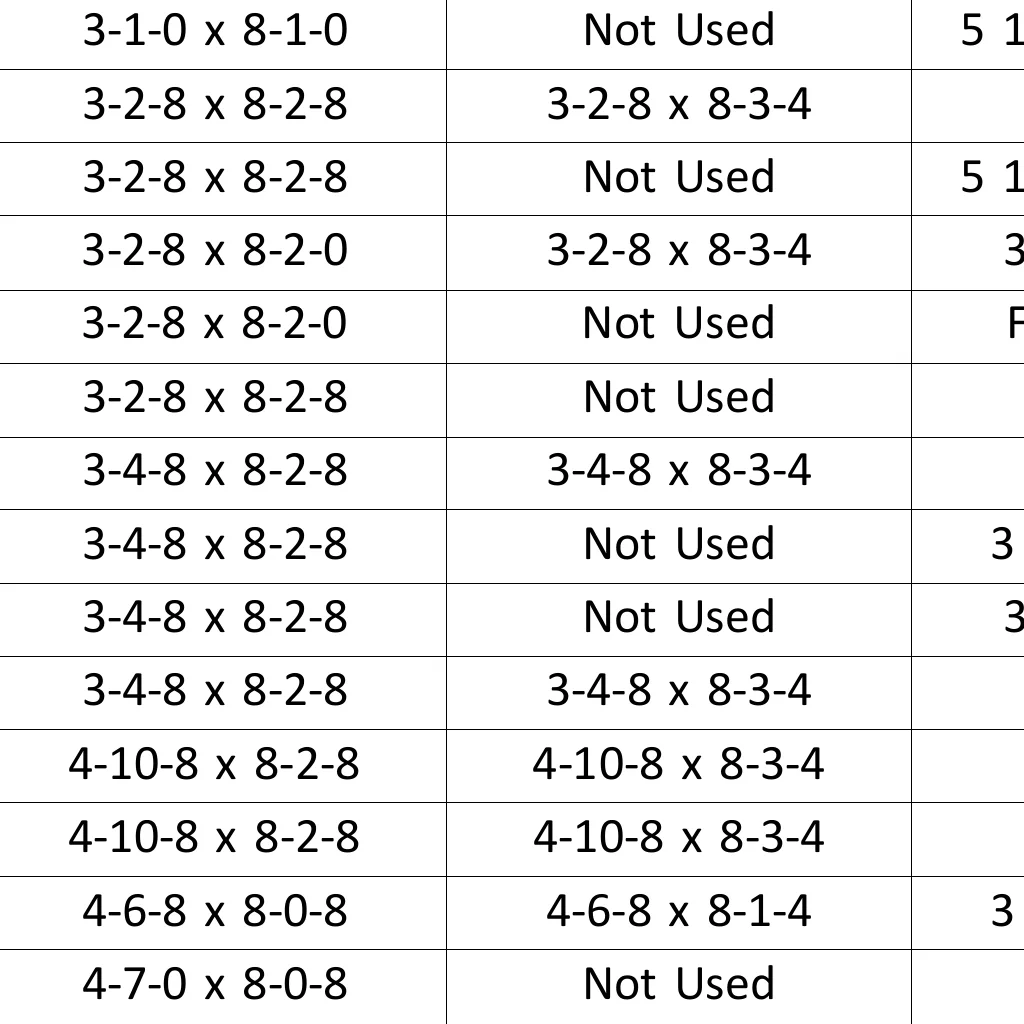 3-1-0 x 8-1-0 Not Used 5 1
3-2-8 x 8-2-8 3-2-8 x 8-3-4
3-2-8 x 8-2-8 Not Used 5 1
3-2-8 x 8-2-0 3-2-8 x 8-3-4 3
3-2-8 x 8-2-0 Not Used F
3-2-8 x 8-2-8 Not Used
3-4-8 x 8-2-8 3-4-8 x 8-3-4
3-4-8 x 8-2-8 Not Used 3
3-4-8 x 8-2-8 Not Used 3
3-4-8 x 8-2-8 3-4-8 x 8-3-4
4-10-8 x 8-2-8 4-10-8 x 8-3-4
4-10-8 x 8-2-8 4-10-8 x 8-3-4
4-6-8 x 8-0-8 4-6-8 x 8-1-4 3
4-7-0 x 8-0-8 Not Used